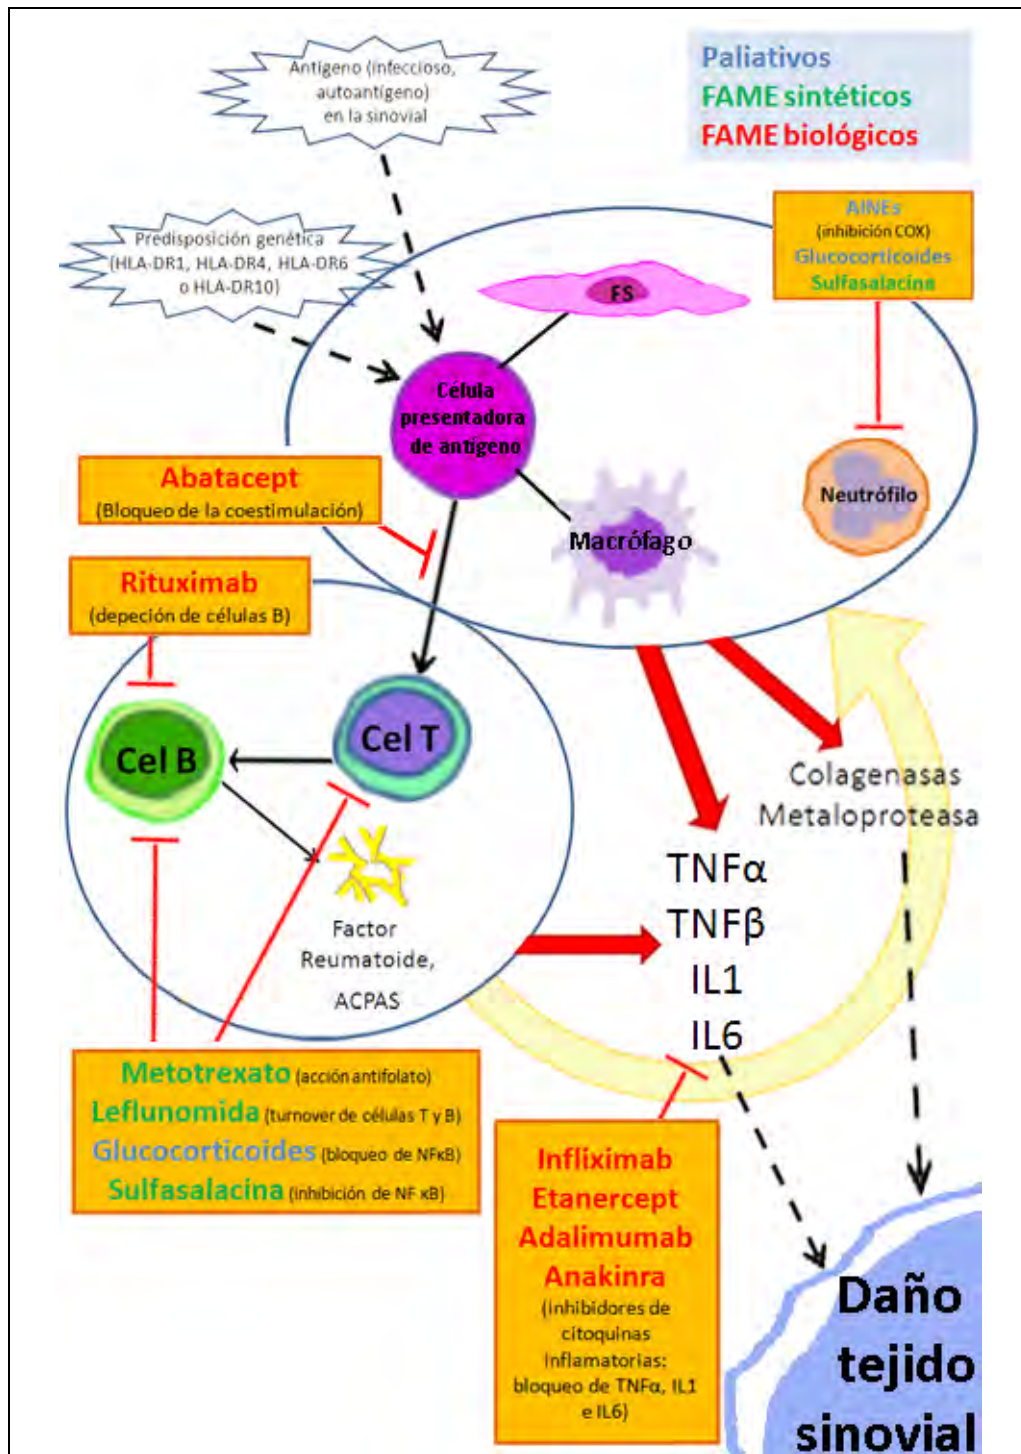 Antígeno (infeccioso,
autoantígeno)
en la sinovial
Paliativos
FAME sintéticos
FAME biológicos
Predisposición genética
(HLA-DR1, HLA-DR4, HLA-DR6
o HLA-DR10)
AINEs
(inhibición COX)
Glucocorticoides
Sulfasalacina
FS
Célula
presentadora
de antígeno
Neutrófilo
Macrófago
Abatacept
(Bloqueo de la coestimulación)
Rituximab
(depeción de células B)
Cel B
Cel T
Factor
Reumatoide,
ACPAS
Colagenasas
Metaloproteasa
TNFα
TNFβ
IL1
IL6
Metotrexato (acción antifolato)
Leflunomida (turnover de células T y B)
Glucocorticoides (bloqueo de NFκB)
Sulfasalacina (inhibición de NF κB)
Infliximab
Etanercept
Adalimumab
Anakinra
(inhibidores de
citoquinas
Inflamatorias:
bloqueo de TNFα, IL1
e IL6)
Daño
tejido
sinovial